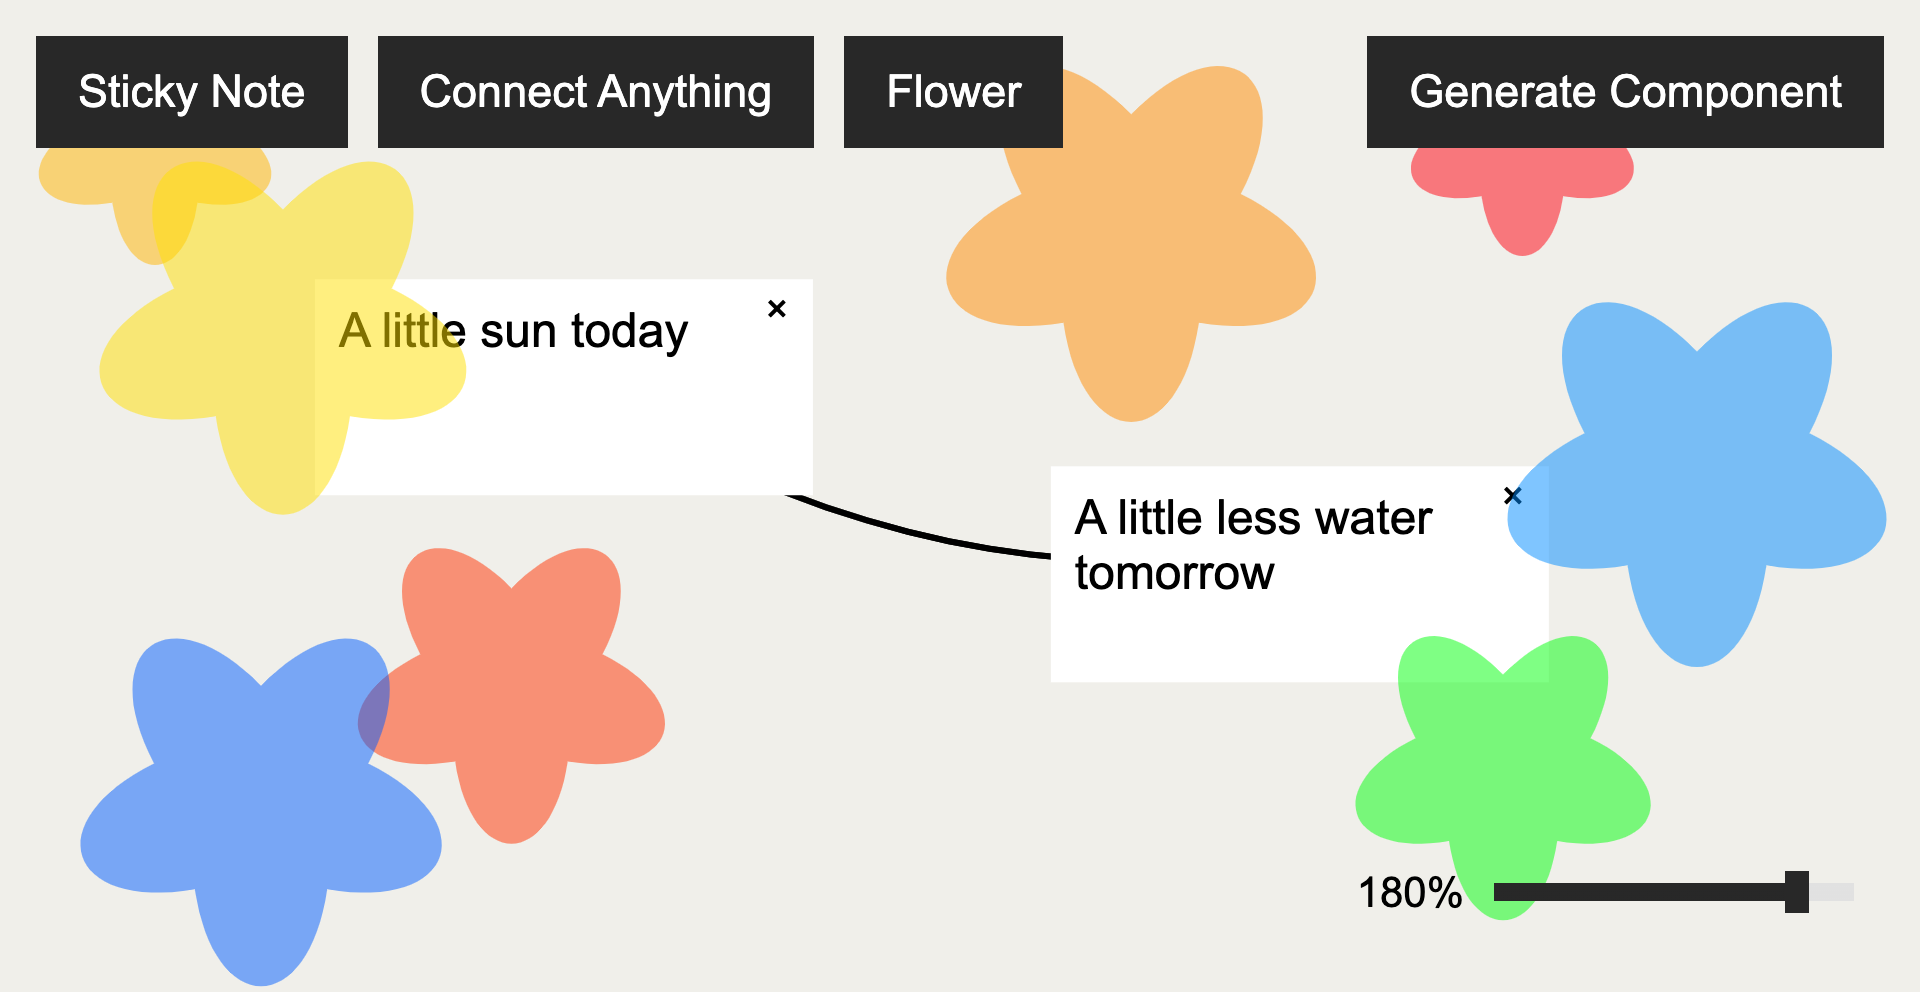 Sticky Note
Connect Anything
Flower
Generate Component
A little sun today
×
A little less water
tomorrow
×
180%